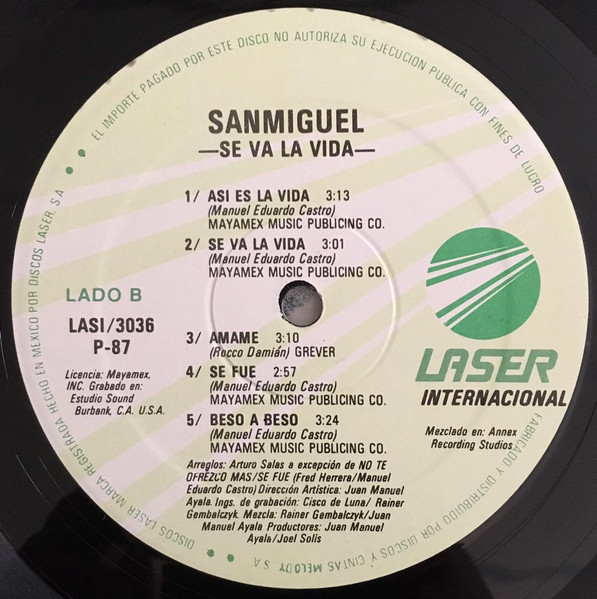 EL IMPORTE PAGADO POR ESTE DISCO NO AUTORIZA SU EJECUCION PUBLICA CON FINES DE LUCRO
SANMIGUEL
—SE VA LA VIDA—
1/ ASI ES LA VIDA 3:13
(Manuel Eduardo Castro)
MAYAMEX MUSIC PUBLICING CO.
2/ SE VA LA VIDA 3:01
(Manuel Eduardo Castro)
MAYAMEX MUSIC PUBLICING CO.
LADO B
LASI/3036
P-87
Licencia: Mayamex,
INC. Grabado en:
Estudio Sound
Burbank, C.A. U.S.A.
3/ AMAME 3:10
(Rocco Damián) GREVER
4/ SE FUE 2:57
(Manuel Eduardo Castro)
MAYAMEX MUSIC PUBLICING CO.
5/ BESO A BESO 3:24
(Manuel Eduardo Castro)
MAYAMEX MUSIC PUBLICING CO.
LASER
INTERNACIONAL
Mezclado en: Annex
Recording Studios
Arreglos: Arturo Salas a excepción de NO TE
OFREZCO MAS/SE FUE (Fred Herrera/Manuel
Eduardo Castro) Dirección Artística: Juan Manuel
Ayala. Ings. de grabación: Cisco de Luna/ Rainer
Gembalczyk. Mezcla: Rainer Gembalczyk/Juan
Manuel Ayala Productores: Juan Manuel
Ayala/Joel Solís
DISCOS LASER MARCA REGISTRADA HECHO EN MEXICO POR DISCOS LASER, S.A
FABRICADO Y DISTRIBUIDO POR DISCOS Y CINTAS MELODY S A